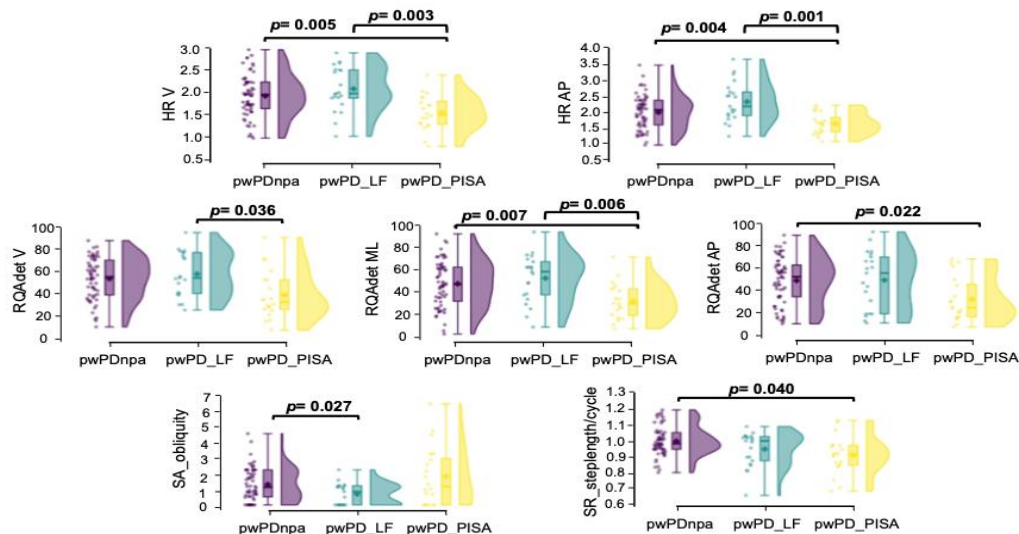 p= 0.005
p= 0.003
HR V
3.0
2.5
2.0
1.5
1.0
0.5
pwPDnpa pwPD_LF pwPD_PISA
p= 0.004
p= 0.001
HR AP
4.0
3.5
3.0
2.5
2.0
1.5
1.0
0.5
pwPDnpa pwPD_LF pwPD_PISA
p= 0.036
RQAdet V
100
80
60
40
20
0
pwPDnpa pwPD_LF pwPD_PISA
p= 0.007
p= 0.006
RQAdet ML
100
80
60
40
20
0
pwPDnpa pwPD_LF pwPD_PISA
p= 0.022
RQAdet AP
100
80
60
40
20
0
pwPDnpa pwPD_LF pwPD_PISA
p= 0.027
SA_obliquity
7
6
5
4
3
2
1
0
pwPDnpa pwPD_LF pwPD_PISA
p= 0.040
SR_steplength/cycle
1.3
1.2
1.1
1.0
0.9
0.8
0.7
0.6
pwPDnpa pwPD_LF pwPD_PISA